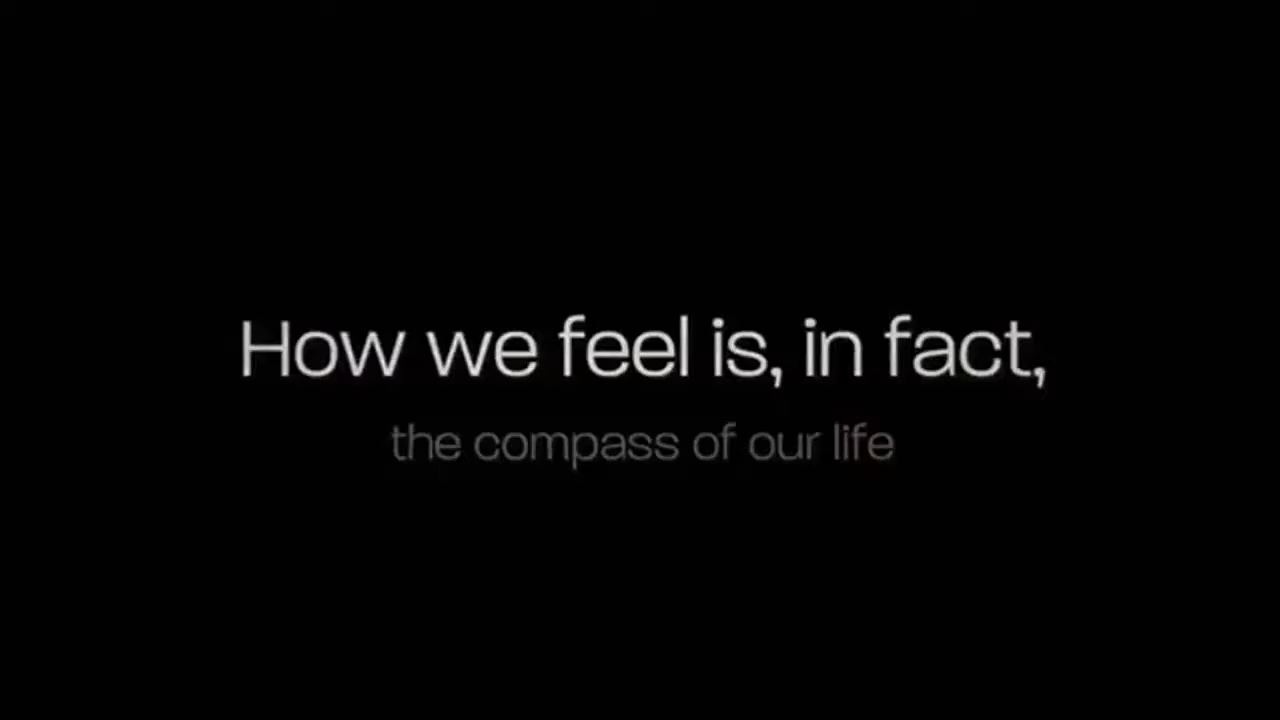 How we feel is, in fact,
the compass of our life